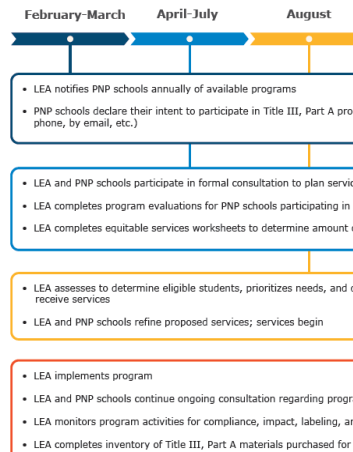 February-March April-July August
• LEA notifies PNP schools annually of available programs
• PNP schools declare their intent to participate in Title III, Part A pro
phone, by email, etc.)
• LEA and PNP schools participate in formal consultation to plan servic
• LEA completes program evaluations for PNP schools participating in
• LEA completes equitable services worksheets to determine amount
• LEA assesses to determine eligible students, prioritizes needs, and
receive services
• LEA and PNP schools refine proposed services; services begin
• LEA implements program
• LEA and PNP schools continue ongoing consultation regarding progr
• LEA monitors program activities for compliance, impact, labeling, a
• LEA completes inventory of Title III, Part A materials purchased for